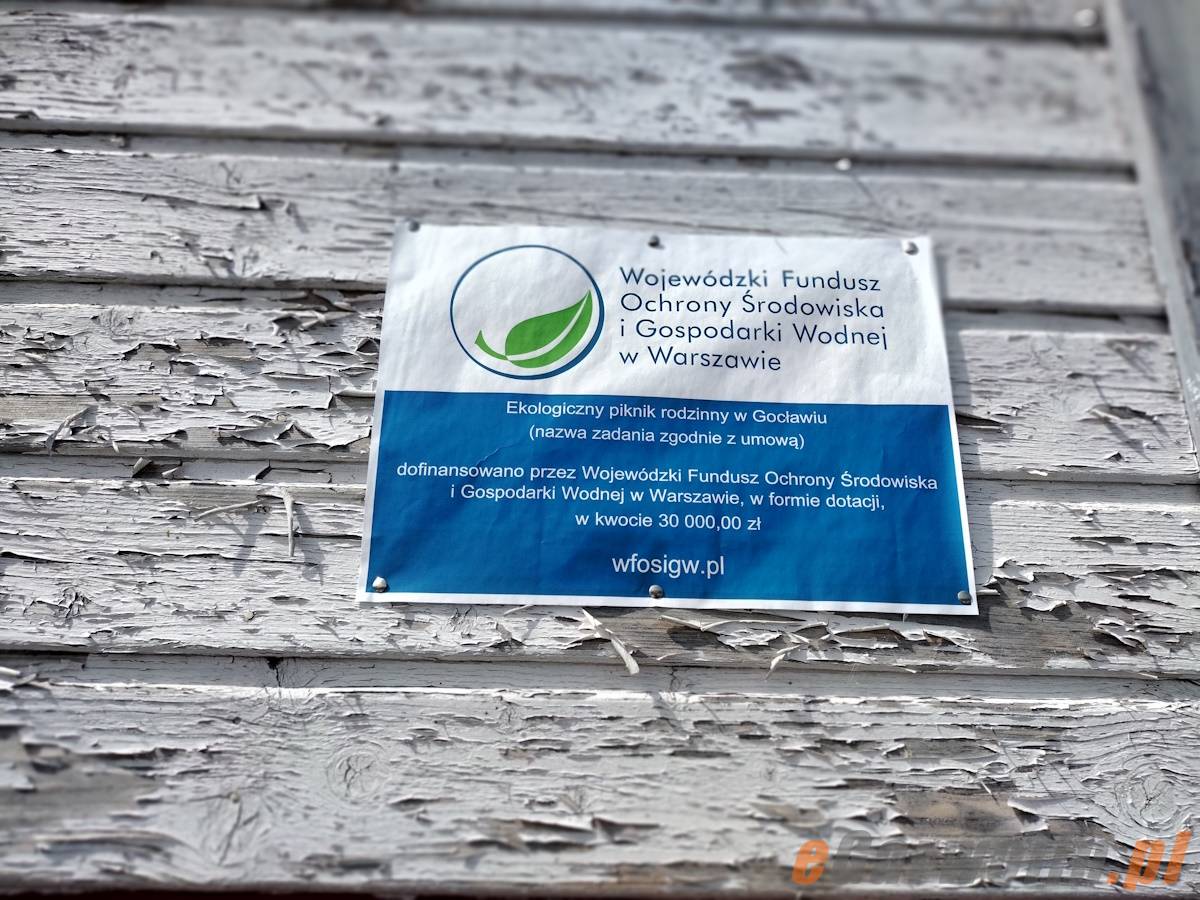 Wojewódzki Fundusz
Ochrony Środowiska
i Gospodarki Wodnej
w Warszawie
Ekologiczny piknik rodzinny w Gocławiu
(nazwa zadania zgodnie z umową)
dofinansowano przez Wojewódzki Fundusz Ochrony Środowiska
i Gospodarki Wodnej w Warszawie, w formie dotacji,
w kwocie 30 000,00 zł
wfosigw.pl